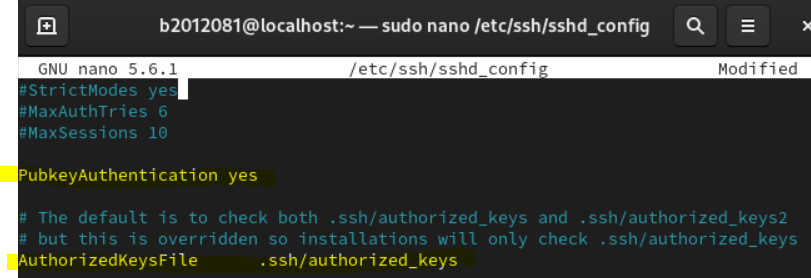 b2012081@localhost:~ — sudo nano /etc/ssh/sshd_config
GNU nano 5.6.1 /etc/ssh/sshd_config Modified
#StrictModes yes
#MaxAuthTries 6
#MaxSessions 10
PubkeyAuthentication yes
# The default is to check both .ssh/authorized_keys and .ssh/authorized_keys2
# but this is overridden so installations will only check .ssh/authorized_keys
AuthorizedKeysFile .ssh/authorized_keys